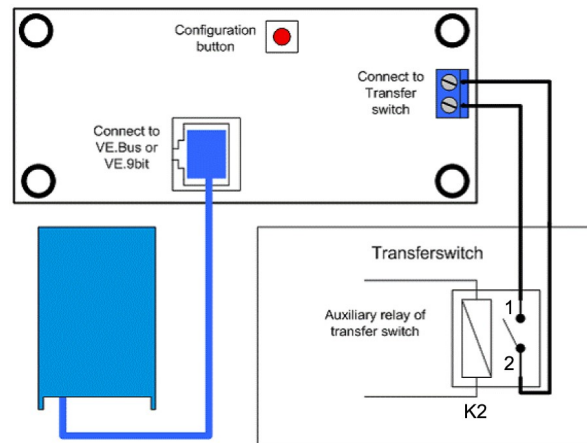 Configuration
button
Connect to
Transfer
switch
Connect to
VE.Bus or
VE.9bit
Transferswitch
Auxiliary relay of
transfer switch
1
2
K2